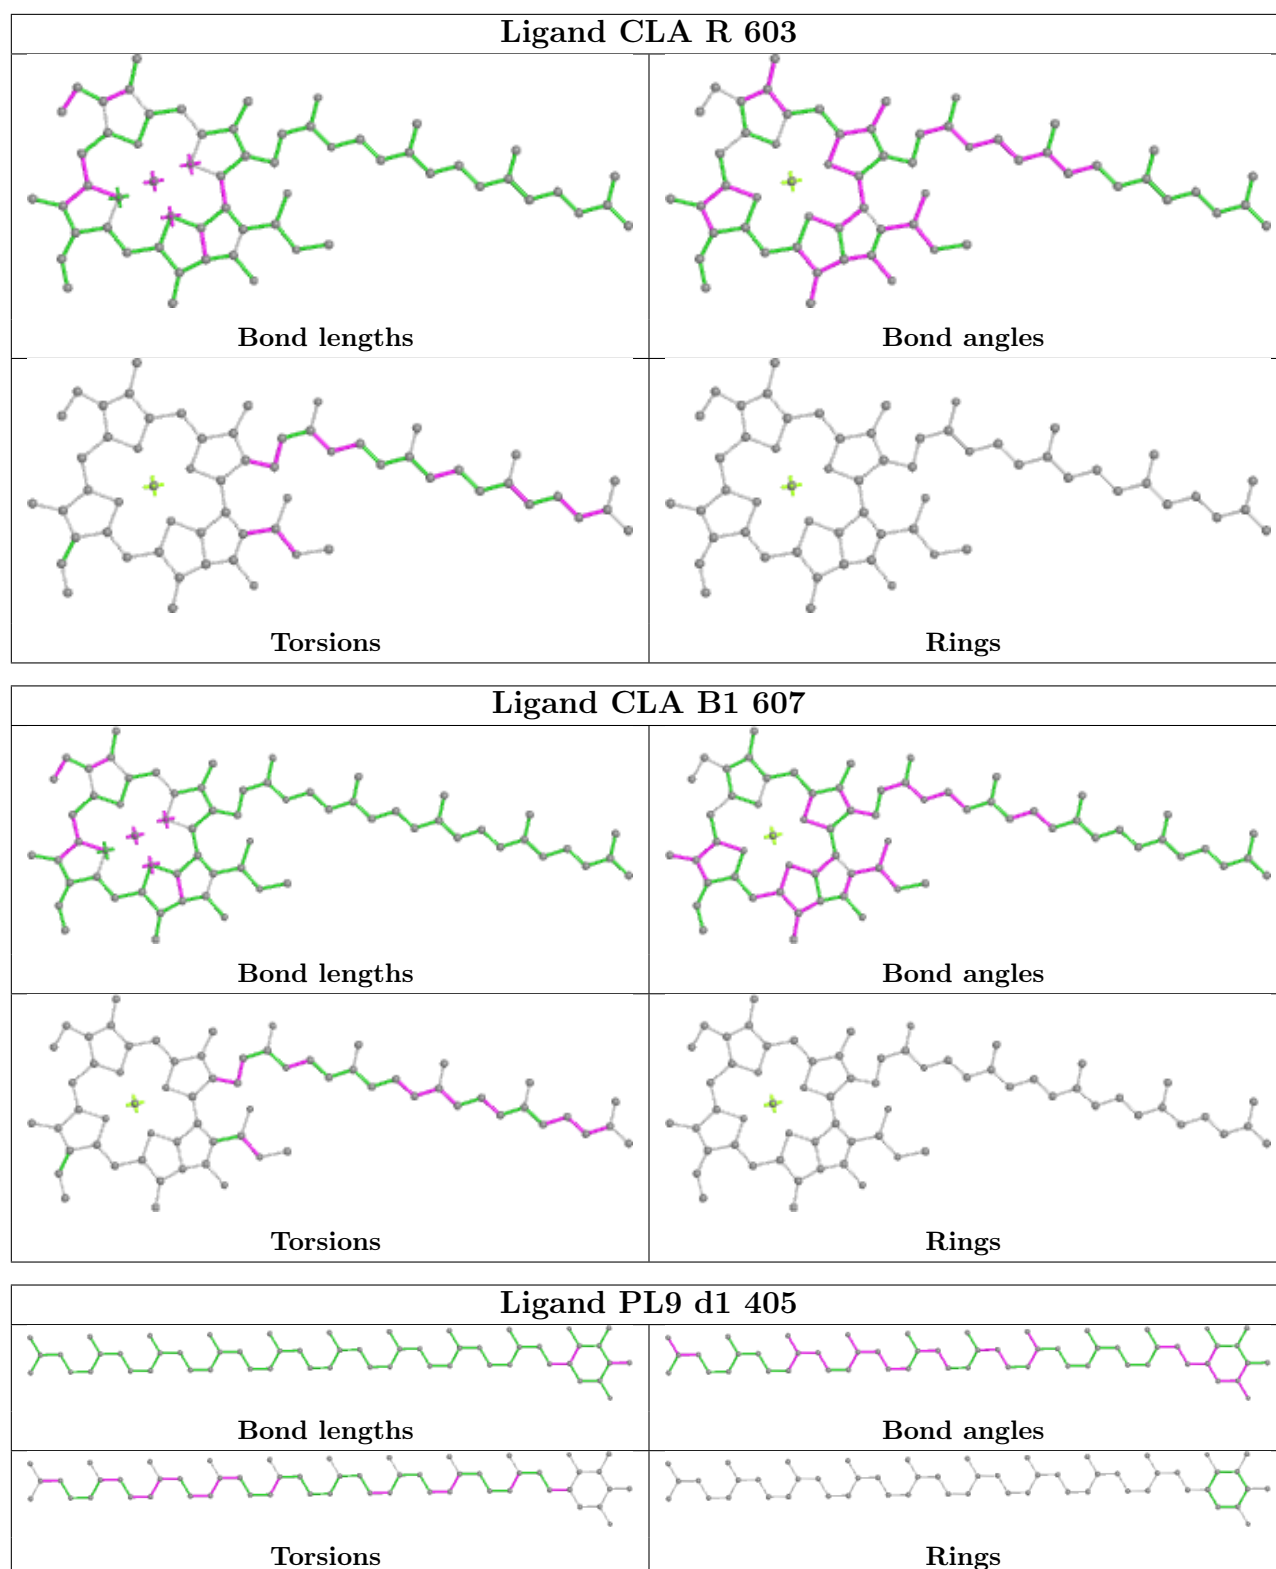 Ligand CLA R 603
Bond lengths
Bond angles
Torsions
Rings
Ligand CLA B1 607
Bond lengths
Bond angles
Torsions
Rings
Ligand PL9 d1 405
Bond lengths
Bond angles
Torsions
Rings